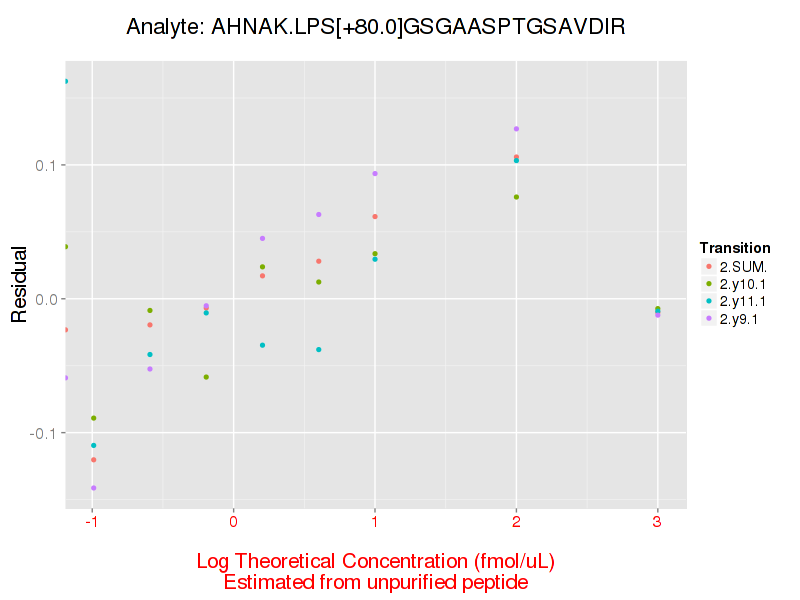 Analyte: AHNAK.LPS[+80.0]GSGAASPTGSAVDIR
Residual
0.1
0.0
-0.1
-1
0
1
2
3
Log Theoretical Concentration (fmol/uL)
Estimated from unpurified peptide
Transition
2.SUM.
2.y10.1
2.y11.1
2.y9.1